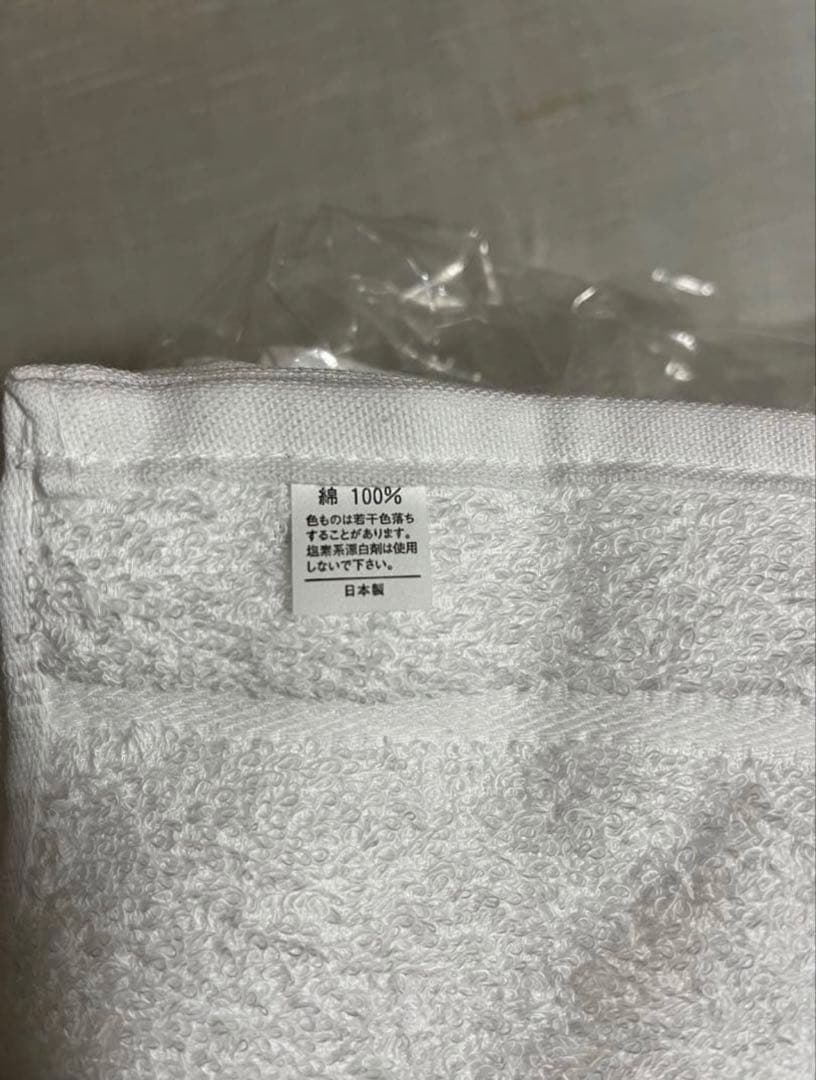 綿 100%
色ものは若干色落ち
することがあります。
塩素系漂白剤は使用
しないで下さい。
日本製